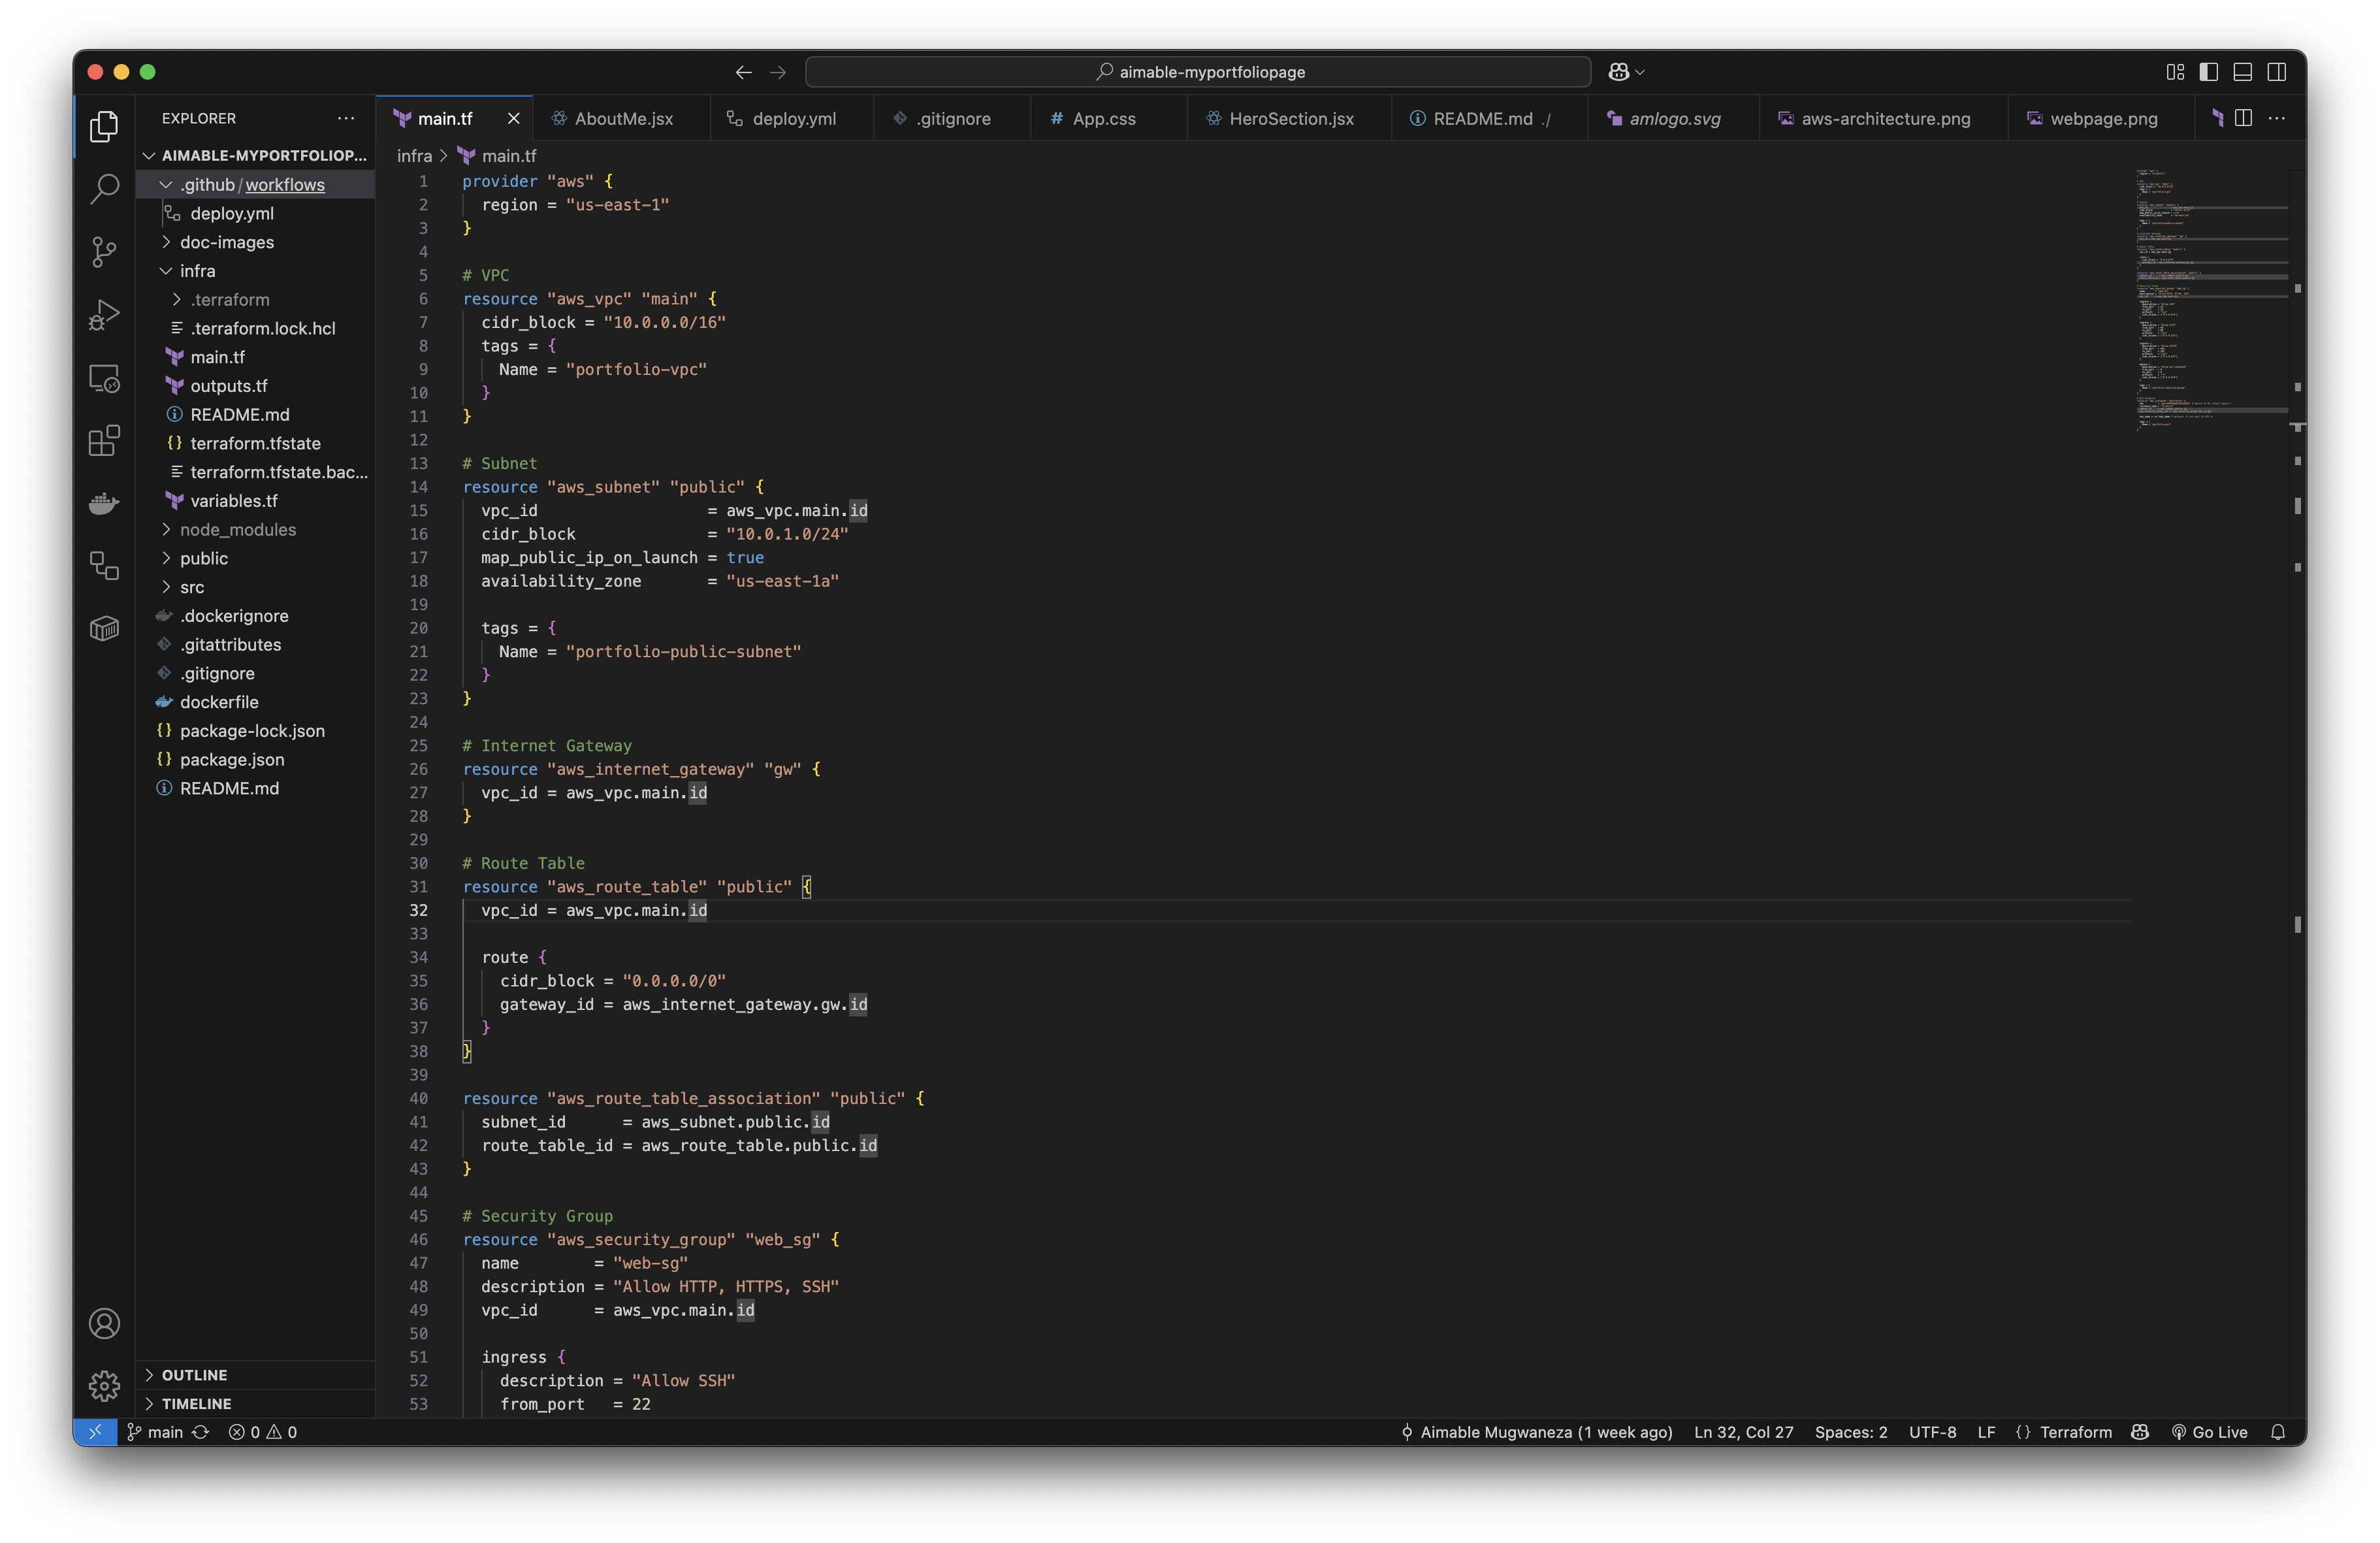 aimable-myportfoliopage
EXPLORER
main.tf
AboutMe.jsx
deploy.yml
.gitignore
# App.css
HeroSection.jsx
README.md ./
amlogo.svg
aws-architecture.png
webpage.png
AIMABLE-MYPORTFOLIOP...
.github/workflows
deploy.yml
doc-images
infra
.terraform
.terraform.lock.hcl
main.tf
outputs.tf
README.md
{} terraform.tfstate
terraform.tfstate.bac...
variables.tf
node_modules
public
src
.dockerignore
.gitattributes
.gitignore
dockerfile
{} package-lock.json
{} package.json
README.md
OUTLINE
TIMELINE
infra > main.tf
1 provider "aws" {
2 region = "us-east-1"
3 }
4
5 # VPC
6 resource "aws_vpc" "main" {
7 cidr_block = "10.0.0.0/16"
8 tags = {
9 Name = "portfolio-vpc"
10 }
11 }
12
13 # Subnet
14 resource "aws_subnet" "public" {
15 vpc_id = aws_vpc.main.id
16 cidr_block = "10.0.1.0/24"
17 map_public_ip_on_launch = true
18 availability_zone = "us-east-1a"
19
20 tags = {
21 Name = "portfolio-public-subnet"
22 }
23 }
24
25 # Internet Gateway
26 resource "aws_internet_gateway" "gw" {
27 vpc_id = aws_vpc.main.id
28 }
29
30 # Route Table
31 resource "aws_route_table" "public" {
32 vpc_id = aws_vpc.main.id
33
34 route {
35 cidr_block = "0.0.0.0/0"
36 gateway_id = aws_internet_gateway.gw.id
37 }
38 }
39
40 resource "aws_route_table_association" "public" {
41 subnet_id = aws_subnet.public.id
42 route_table_id = aws_route_table.public.id
43 }
44
45 # Security Group
46 resource "aws_security_group" "web_sg" {
47 name = "web-sg"
48 description = "Allow HTTP, HTTPS, SSH"
49 vpc_id = aws_vpc.main.id
50
51 ingress {
52 description = "Allow SSH"
53 from_port = 22
main 0 0 Aimable Mugwaneza (1 week ago) Ln 32, Col 27 Spaces: 2 UTF-8 LF {} Terraform Go Live